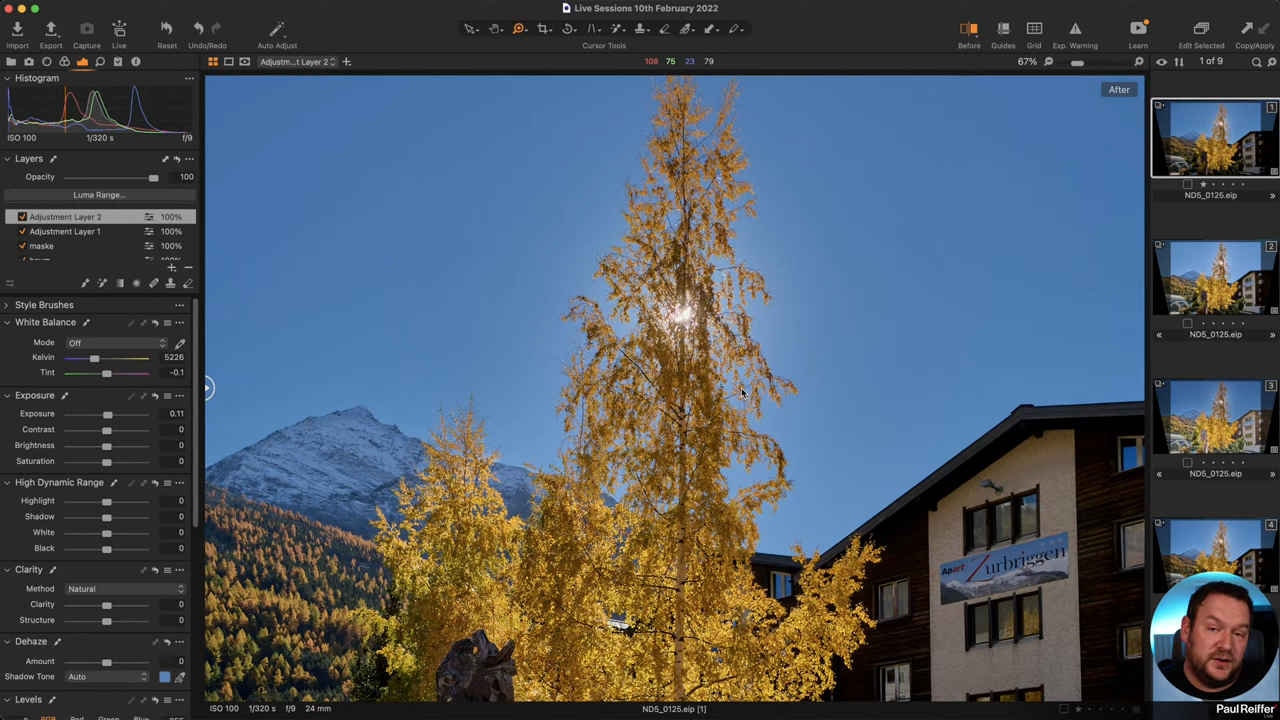 Live Sessions 10th February 2022
Import Export Capture Live Reset Undo/Redo Auto Adjust Cursor Tools Before Guides Grid Exp. Warning Learn Edit Selected Copy/Apply
Adjustm...t Layer 2
108 75 23 79
67%
1 of 9
After
Histogram
ISO 100 1/320 s f/9
Layers
Opacity 100
Luma Range...
Adjustment Layer 2 100%
Adjustment Layer 1 100%
maske 100%
Style Brushes
White Balance
Mode Off
Kelvin 5226
Tint -0.1
Exposure
Exposure 0.11
Contrast 0
Brightness 0
Saturation 0
High Dynamic Range
Highlight 0
Shadow 0
White 0
Black 0
Clarity
Method Natural
Clarity 0
Structure 0
Dehaze
Amount 0
Shadow Tone Auto
Levels
ISO 100 1/320 s f/9 24 mm
ND5_0125.eip [1]
Apart Zurbriggen
1
ND5_0125.eip
2
ND5_0125.eip
3
ND5_0125.eip
4
Paul Reiffer